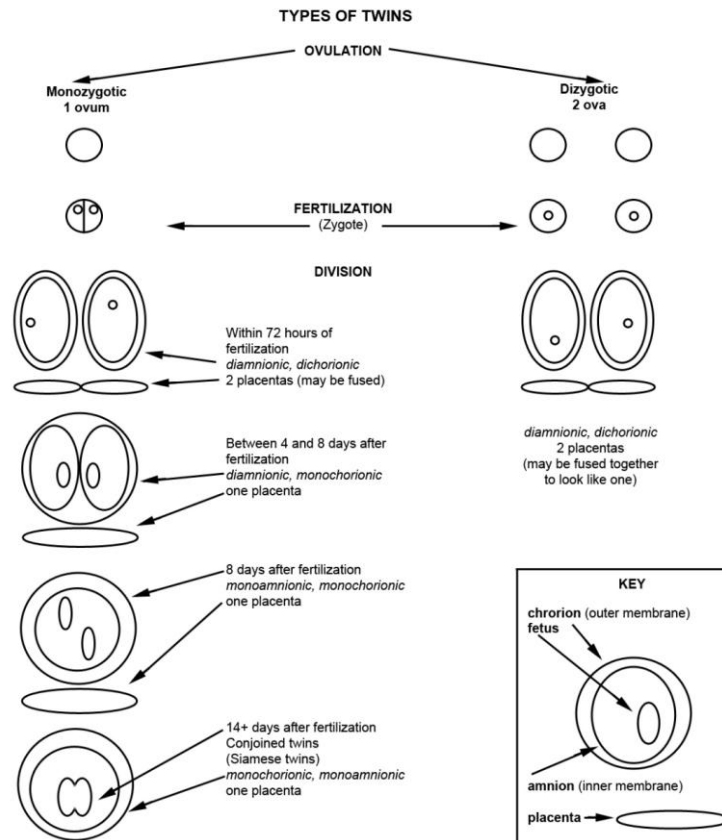 TYPES OF TWINS
OVULATION
Monozygotic
1 ovum
Dizygotic
2 ova
FERTILIZATION
(Zygote)
DIVISION
Within 72 hours of
fertilization
diamnionic, dichorionic
2 placentas (may be fused)
Between 4 and 8 days after
fertilization
diamnionic, monochorionic
one placenta
diamnionic, dichorionic
2 placentas
(may be fused together
to look like one)
8 days after fertilization
monoamnionic, monochorionic
one placenta
14+ days after fertilization
Conjoined twins
(Siamese twins)
monochorionic, monoamnionic
one placenta
KEY
chrorion (outer membrane)
fetus
amnion (inner membrane)
placenta